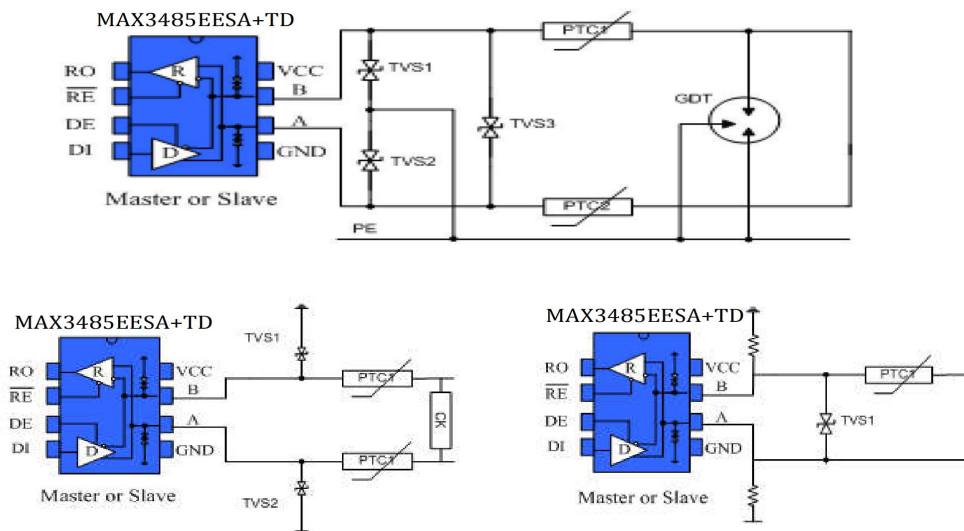 MAX3485EESA+TD
RO
RE
DE
DI
R
D
VCC
B
A
GND
Master or Slave
TVS1
TVS2
TVS3
PTC1
PTC2
GDT
PE
MAX3485EESA+TD
RO
RE
DE
DI
R
D
VCC
B
A
GND
Master or Slave
TVS1
TVS2
PTC1
PTC1
CK
MAX3485EESA+TD
RO
RE
DE
DI
R
D
VCC
B
A
GND
Master or Slave
TVS1
PTC1